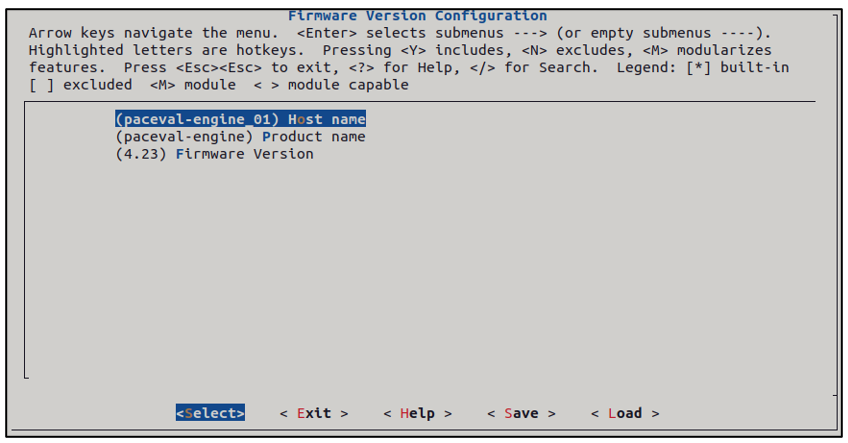 Firmware Version Configuration
Arrow keys navigate the menu.  <Enter> selects submenus ---> (or empty submenus ----).
Highlighted letters are hotkeys.  Pressing <Y> includes, <N> excludes, <M> modularizes
features.  Press <Esc><Esc> to exit, <?> for Help, </> for Search.  Legend: [*] built-in
[ ] excluded  <M> module  < > module capable
(paceval-engine_01) Host name
(paceval-engine) Product name
(4.23) Firmware Version
<Select>    < Exit >    < Help >    < Save >    < Load >